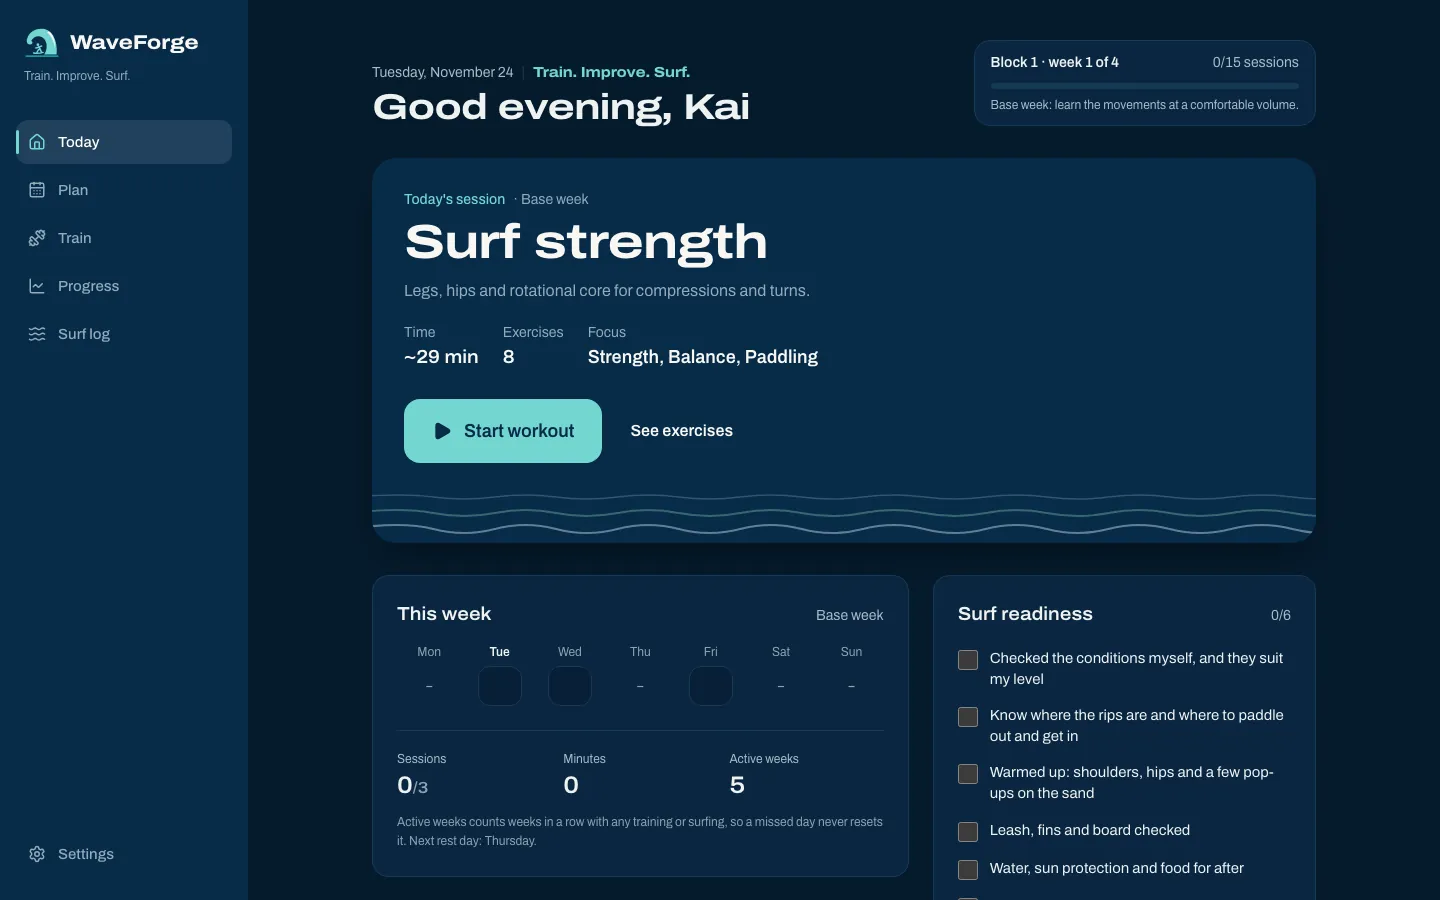 WaveForge
Train. Improve. Surf.
Today
Plan
Train
Progress
Surf log
Settings
Tuesday, November 24 | Train. Improve. Surf.
Good evening, Kai
Block 1 · week 1 of 4
0/15 sessions
Base week: learn the movements at a comfortable volume.
Today's session · Base week
Surf strength
Legs, hips and rotational core for compressions and turns.
Time
~29 min
Exercises
8
Focus
Strength, Balance, Paddling
Start workout
See exercises
This week
Base week
Mon Tue Wed Thu Fri Sat Sun
– – – –
Sessions
0/3
Minutes
0
Active weeks
5
Active weeks counts weeks in a row with any training or surfing, so a missed day never resets
it. Next rest day: Thursday.
Surf readiness
0/6
Checked the conditions myself, and they suit
my level
Know where the rips are and where to paddle
out and get in
Warmed up: shoulders, hips and a few pop-
ups on the sand
Leash, fins and board checked
Water, sun protection and food for after